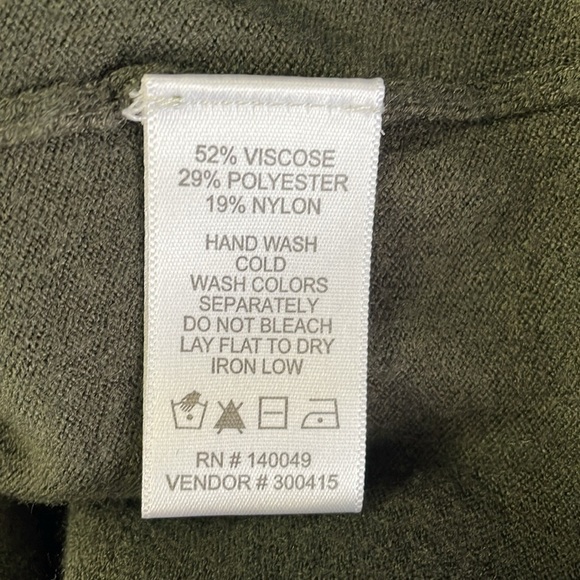 52% VISCOSE
29% POLYESTER
19% NYLON
HAND WASH
COLD
WASH COLORS
SEPARATELY
DO NOT BLEACH
LAY FLAT TO DRY
IRON LOW
RN # 140049
VENDOR # 300415